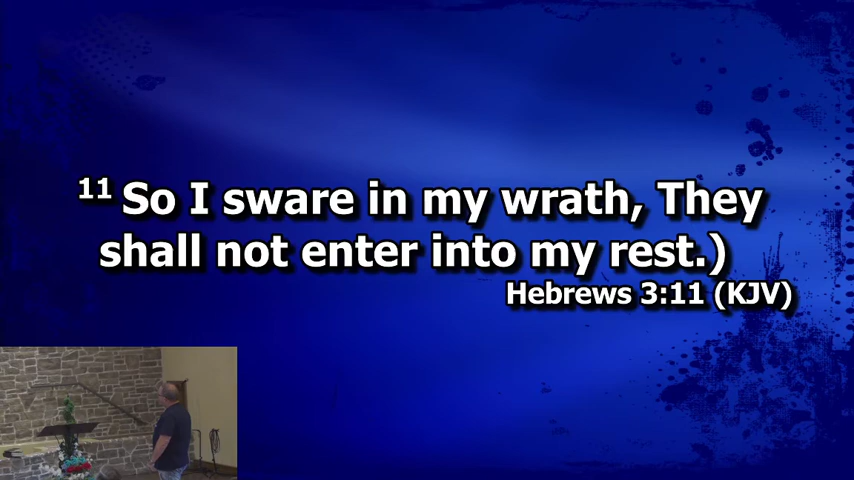 11 So I sware in my wrath, They
shall not enter into my rest.)
Hebrews 3:11 (KJV)